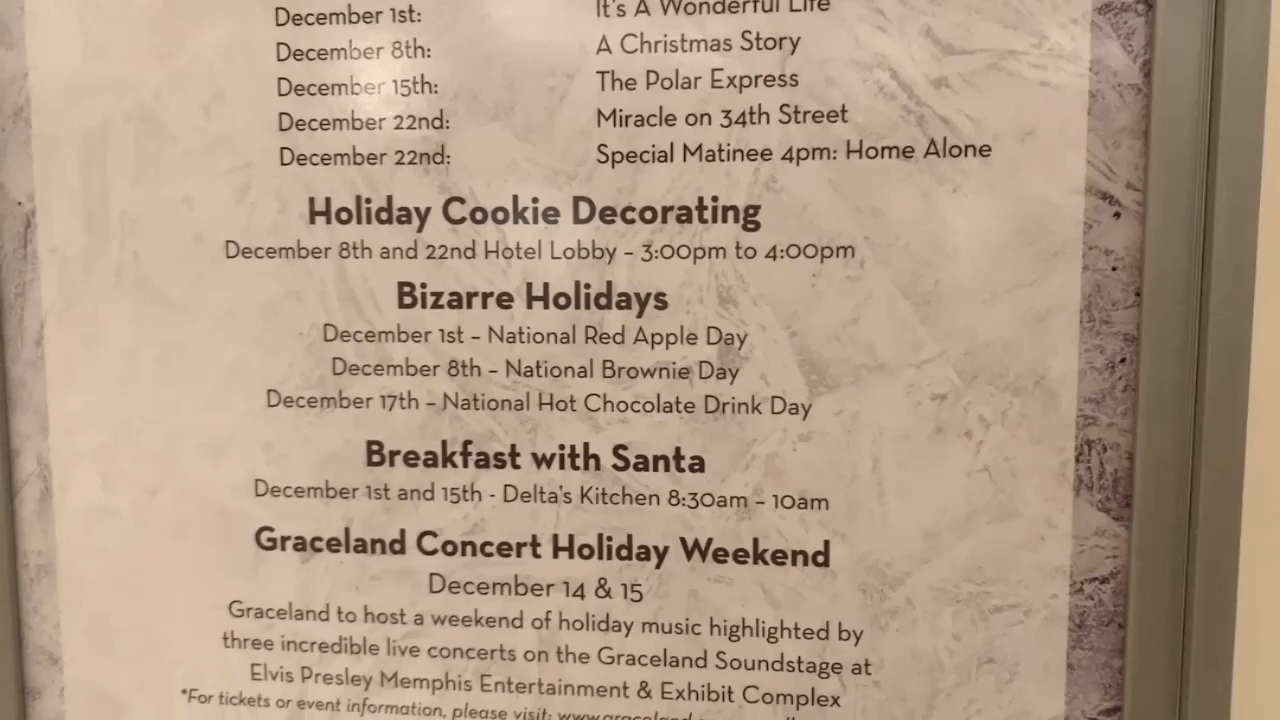 December 1st: It's A Wonderful Life
December 8th: A Christmas Story
December 15th: The Polar Express
December 22nd: Miracle on 34th Street
December 22nd: Special Matinee 4pm: Home Alone
Holiday Cookie Decorating
December 8th and 22nd Hotel Lobby – 3:00pm to 4:00pm
Bizarre Holidays
December 1st – National Red Apple Day
December 8th – National Brownie Day
December 17th – National Hot Chocolate Drink Day
Breakfast with Santa
December 1st and 15th - Delta's Kitchen 8:30am – 10am
Graceland Concert Holiday Weekend
December 14 & 15
Graceland to host a weekend of holiday music highlighted by
three incredible live concerts on the Graceland Soundstage at
Elvis Presley Memphis Entertainment & Exhibit Complex
*For tickets or event information, please visit: